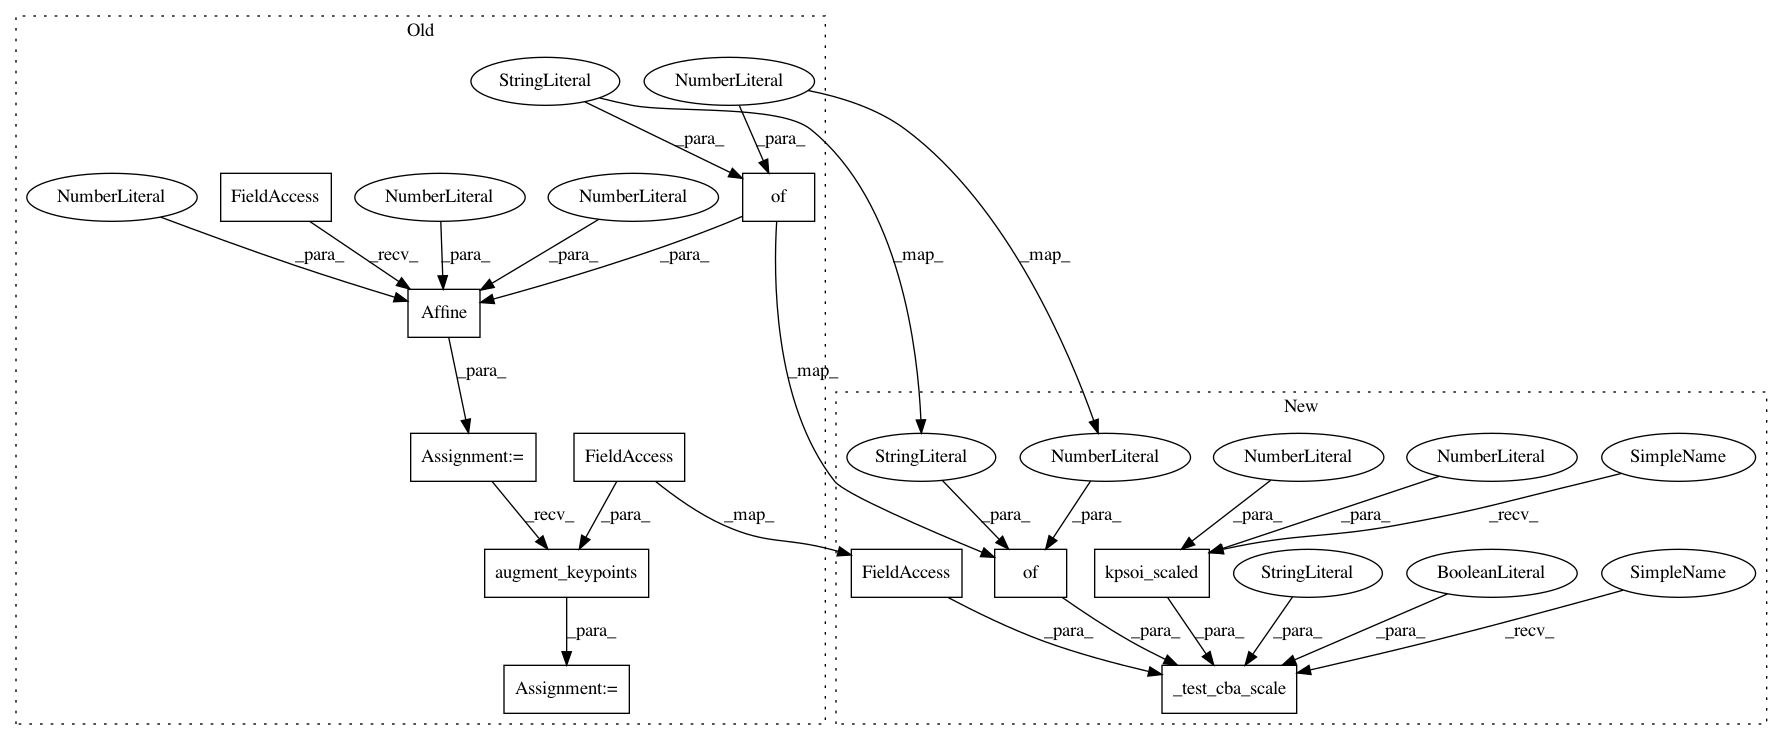 Old
StringLiteral NumberLiteral
_para_ _para_
NumberLiteral FieldAccess NumberLiteral NumberLiteral of
_para_ _recv_ _para_ _para_ _para_ _map_ _map_
Affine
_para_ _map_
New
Assignment:= FieldAccess StringLiteral NumberLiteral NumberLiteral NumberLiteral SimpleName
_recv_ _para_ _map_ _para_ _para_ _para_ _para_ _recv_
augment_keypoints FieldAccess of kpsoi_scaled StringLiteral BooleanLiteral SimpleName
_para_ _para_ _para_ _para_ _para_ _para_ _recv_
Assignment:= _test_cba_scale